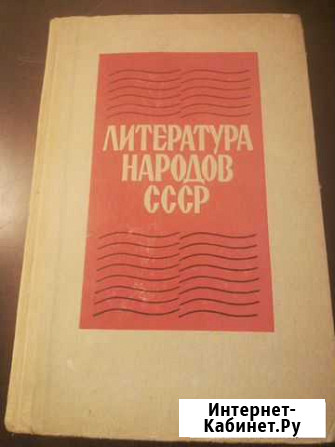 ЛИТЕРАТУРА
НАРОДОВ
СССР
Интернет-
Кабинет.Ру